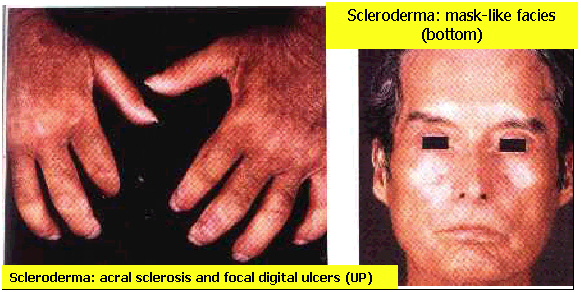 Scleroderma: mask-like facies
(bottom)
Scleroderma: acral sclerosis and focal digital ulcers (UP)